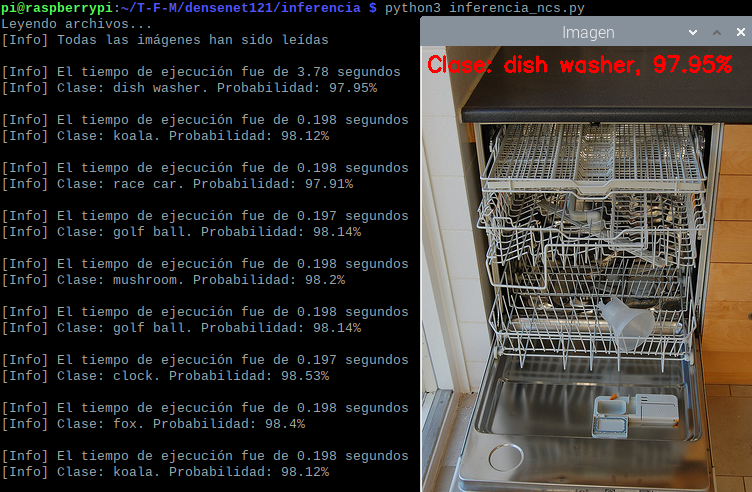 pi@raspberrypi:~/T-F-M/densenet121/inferencia $ python3 inferencia_ncs.py
Leyendo archivos...
[Info] Todas las imágenes han sido leídas
[Info] El tiempo de ejecución fue de 3.78 segundos
[Info] Clase: dish washer. Probabilidad: 97.95%
[Info] El tiempo de ejecución fue de 0.198 segundos
[Info] Clase: koala. Probabilidad: 98.12%
[Info] El tiempo de ejecución fue de 0.198 segundos
[Info] Clase: race car. Probabilidad: 97.91%
[Info] El tiempo de ejecución fue de 0.197 segundos
[Info] Clase: golf ball. Probabilidad: 98.14%
[Info] El tiempo de ejecución fue de 0.198 segundos
[Info] Clase: mushroom. Probabilidad: 98.2%
[Info] El tiempo de ejecución fue de 0.198 segundos
[Info] Clase: golf ball. Probabilidad: 98.14%
[Info] El tiempo de ejecución fue de 0.197 segundos
[Info] Clase: clock. Probabilidad: 98.53%
[Info] El tiempo de ejecución fue de 0.198 segundos
[Info] Clase: fox. Probabilidad: 98.4%
[Info] El tiempo de ejecución fue de 0.198 segundos
[Info] Clase: koala. Probabilidad: 98.12%
Imagen
Clase: dish washer, 97.95%